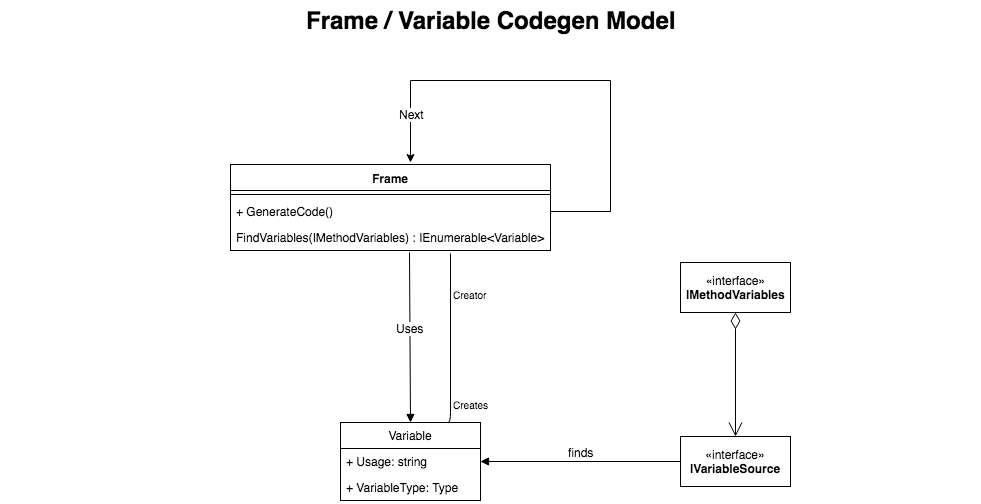 Frame / Variable Codegen Model
Next
Frame
+ GenerateCode()
FindVariables(IMethodVariables) : IEnumerable<Variable>
Creator
«interface»
IMethodVariables
Uses
Creates
Variable
+ Usage: string
+ VariableType: Type
finds
«interface»
IVariableSource